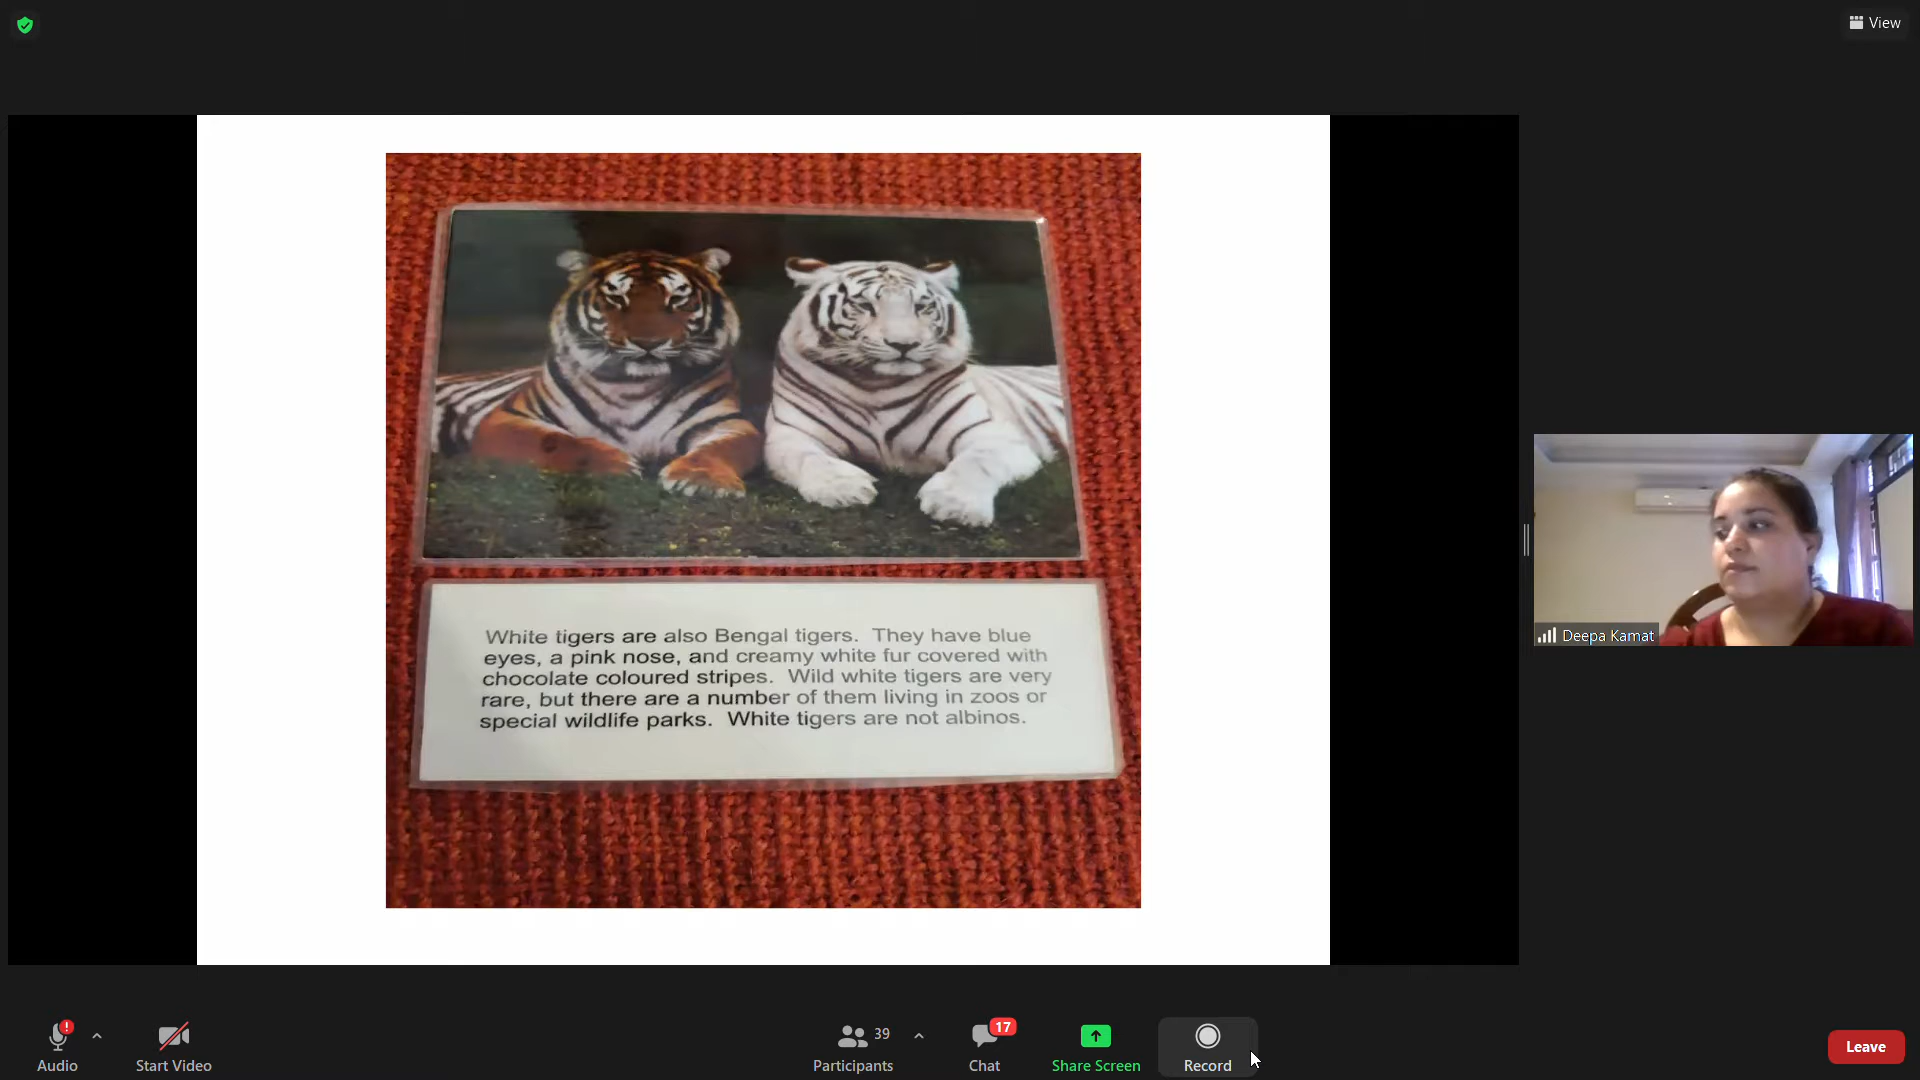 View
White tigers are also Bengal tigers. They have blue
eyes, a pink nose, and creamy white fur covered with
chocolate coloured stripes. Wild white tigers are very
rare, but there are a number of them living in zoos or
special wildlife parks. White tigers are not albinos.
Deepa Kamat
39
17
Audio
Start Video
Participants
Chat
Share Screen
Record
Leave